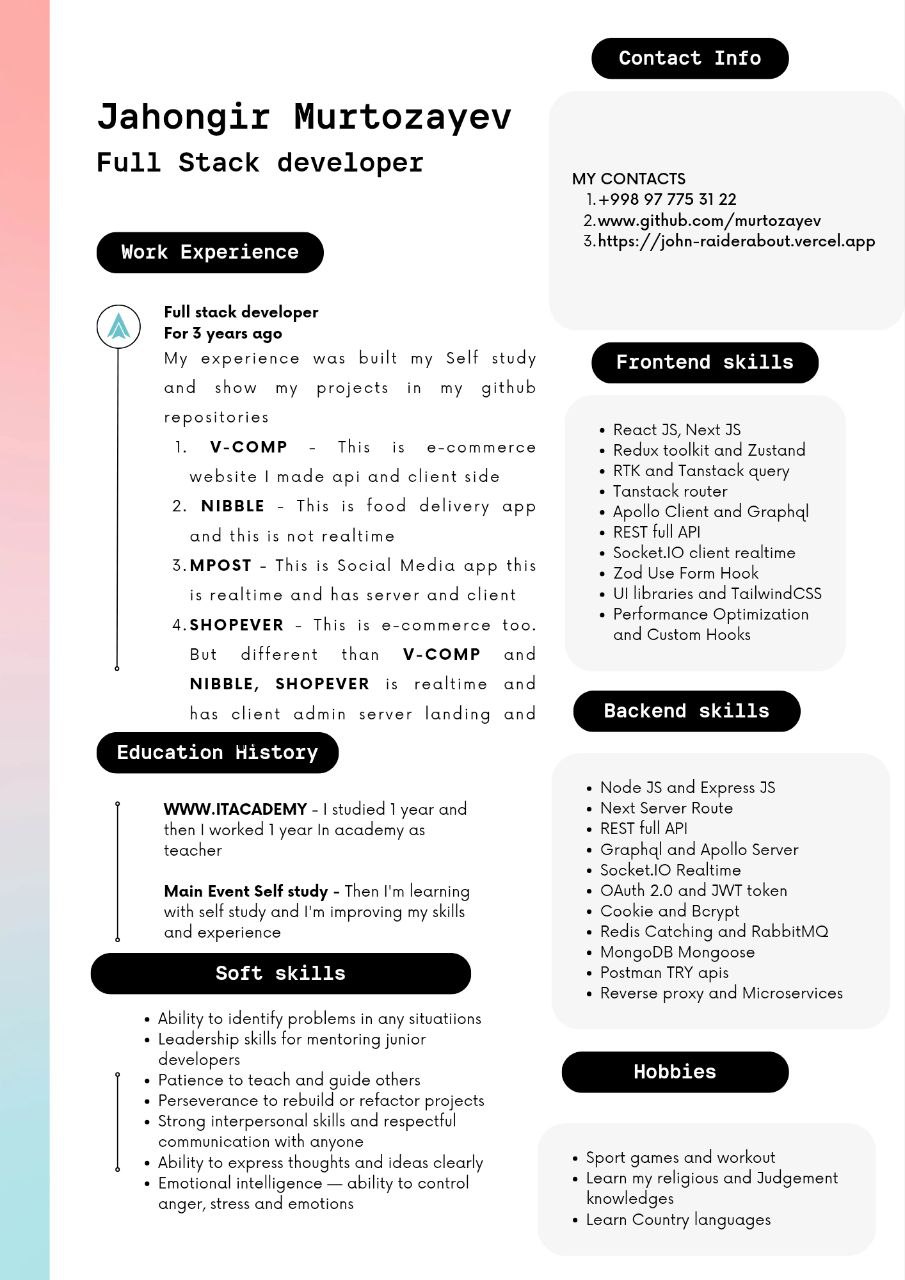 Jahongir Murtozayev
Full Stack developer
Work Experience
Full stack developer
For 3 years ago
My experience was built my Self study
and show my projects in my github
repositories
1. V-COMP - This is e-commerce
website I made api and client side
2. NIBBLE - This is food delivery app
and this is not realtime
3. MPOST - This is Social Media app this
is realtime and has server and client
4. SHOPEVER - This is e-commerce too.
But different than V-COMP and
NIBBLE, SHOPEVER is realtime and
has client admin server landing and
Education History
WWW.ITACADEMY - I studied 1 year and
then I worked 1 year In academy as
teacher
Main Event Self study - Then I'm learning
with self study and I'm improving my skills
and experience
Soft skills
• Ability to identify problems in any situatiions
• Leadership skills for mentoring junior
developers
• Patience to teach and guide others
• Perseverance to rebuild or refactor projects
• Strong interpersonal skills and respectful
communication with anyone
• Ability to express thoughts and ideas clearly
• Emotional intelligence — ability to control
anger, stress and emotions
Contact Info
MY CONTACTS
1. +998 97 775 31 22
2. www.github.com/murtozayev
3. https://john-raiderabout.vercel.app
Frontend skills
• React JS, Next JS
• Redux toolkit and Zustand
• RTK and Tanstack query
• Tanstack router
• Apollo Client and Graphql
• REST full API
• Socket.IO client realtime
• Zod Use Form Hook
• UI libraries and TailwindCSS
• Performance Optimization
and Custom Hooks
Backend skills
• Node JS and Express JS
• Next Server Route
• REST full API
• Graphql and Apollo Server
• Socket.IO Realtime
• OAuth 2.0 and JWT token
• Cookie and Bcrypt
• Redis Catching and RabbitMQ
• MongoDB Mongoose
• Postman TRY apis
• Reverse proxy and Microservices
Hobbies
• Sport games and workout
• Learn my religious and Judgement
knowledges
• Learn Country languages